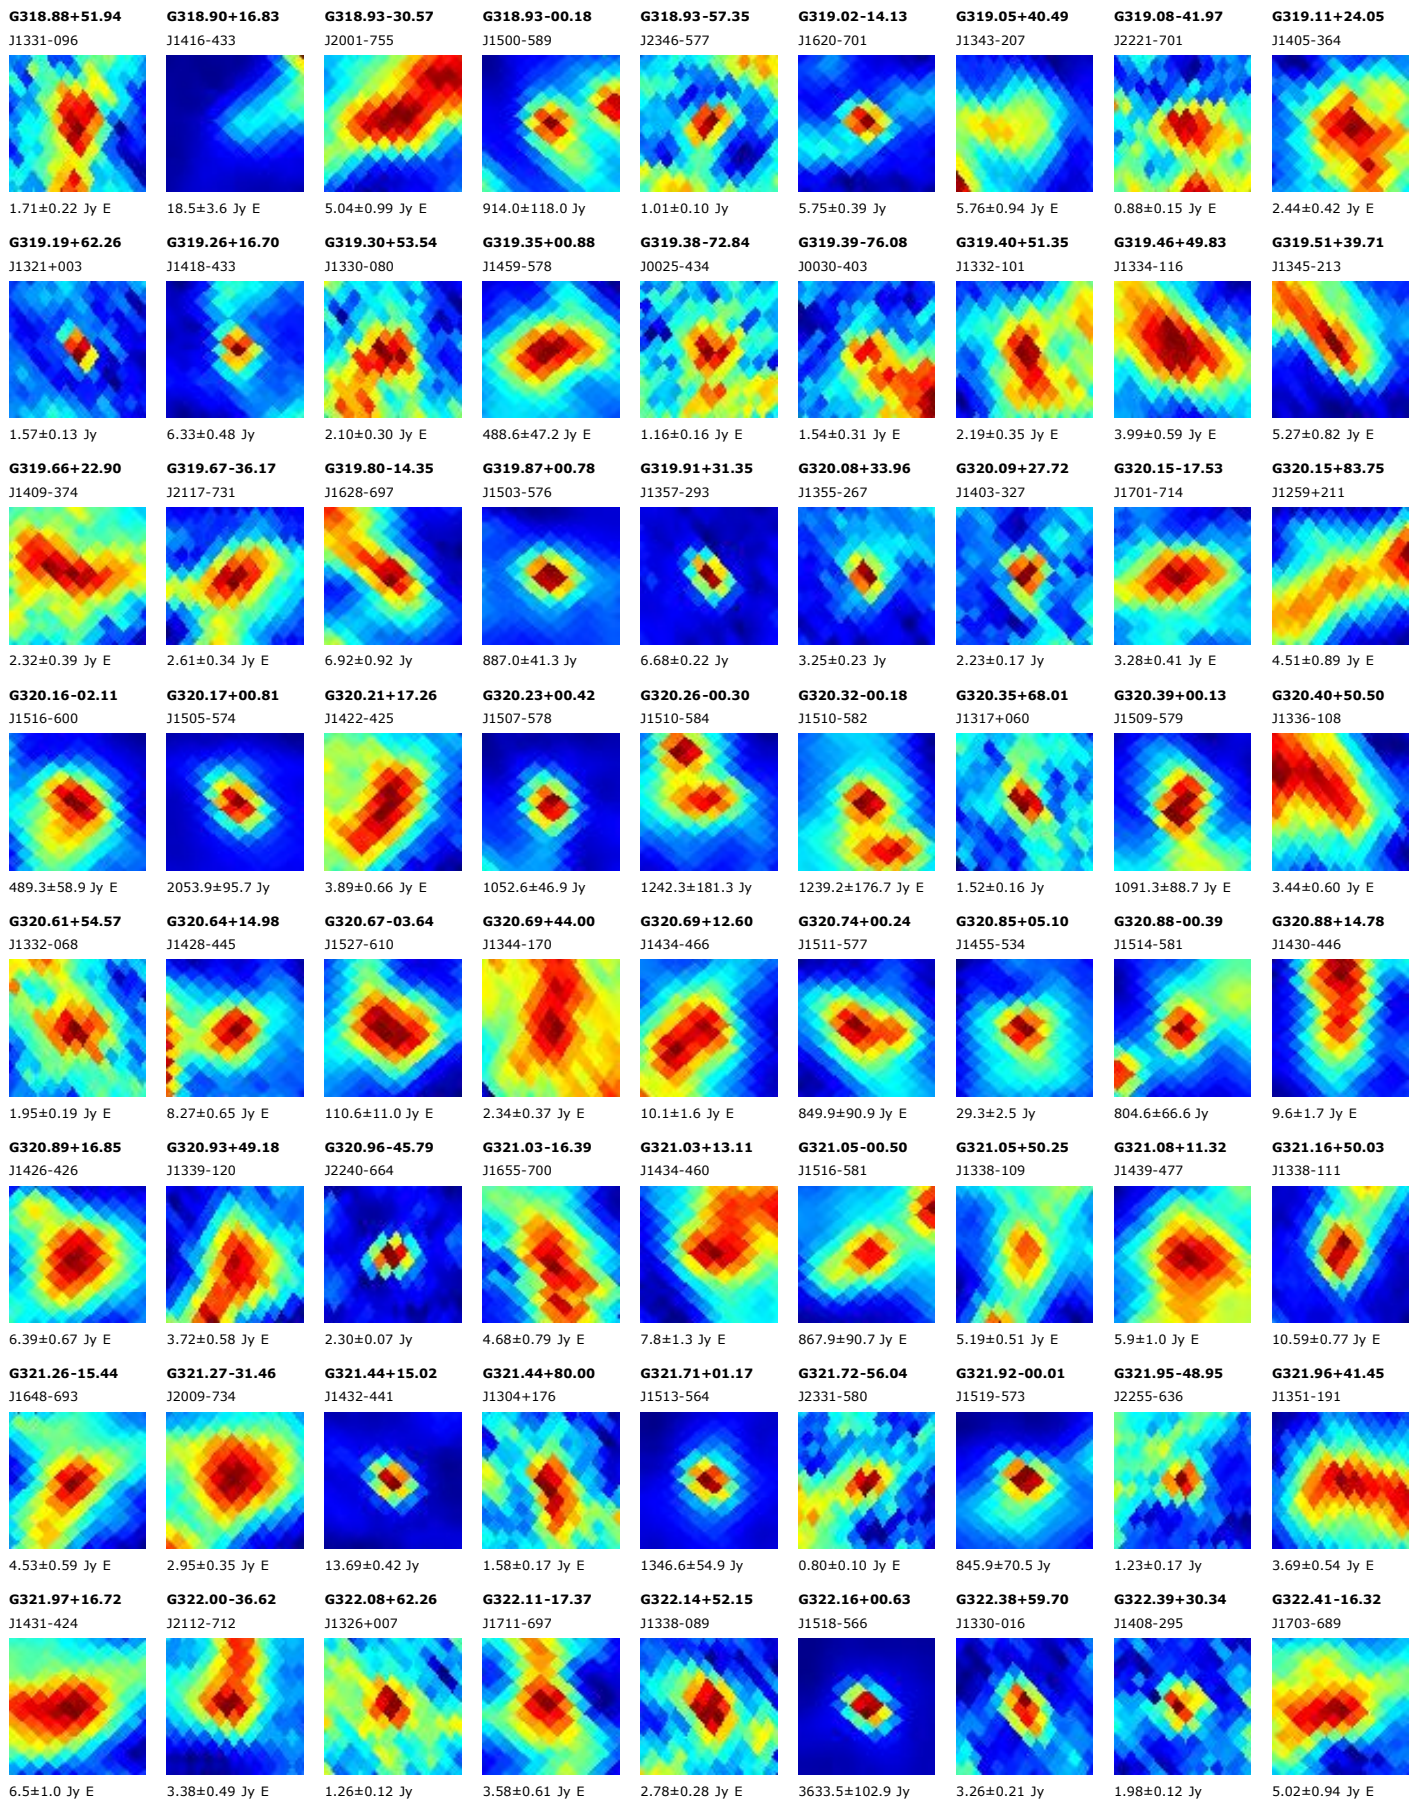 G318.88+51.94 G318.90+16.83 G318.93-30.57 G318.93-00.18 G318.93-57.35 G319.02-14.13 G319.05+40.49 G319.08-41.97 G319.11+24.05
J1331-096 J1416-433 J2001-755 J1500-589 J2346-577 J1620-701 J1343-207 J2221-701 J1405-364
1.71±0.22 Jy E 18.5±3.6 Jy E 5.04±0.99 Jy E 914.0±118.0 Jy 1.01±0.10 Jy 5.75±0.39 Jy 5.76±0.94 Jy E 0.88±0.15 Jy E 2.44±0.42 Jy E
G319.19+62.26 G319.26+16.70 G319.30+53.54 G319.35+00.88 G319.38-72.84 G319.39-76.08 G319.40+51.35 G319.46+49.83 G319.51+39.71
J1321+003 J1418-433 J1330-080 J1459-578 J0025-434 J0030-403 J1332-101 J1334-116 J1345-213
1.57±0.13 Jy 6.33±0.48 Jy 2.10±0.30 Jy E 488.6±47.2 Jy E 1.16±0.16 Jy E 1.54±0.31 Jy E 2.19±0.35 Jy E 3.99±0.59 Jy E 5.27±0.82 Jy E
G319.66+22.90 G319.67-36.17 G319.80-14.35 G319.87+00.78 G319.91+31.35 G320.08+33.96 G320.09+27.72 G320.15-17.53 G320.15+83.75
J1409-374 J2117-731 J1628-697 J1503-576 J1357-293 J1355-267 J1403-327 J1701-714 J1259+211
2.32±0.39 Jy E 2.61±0.34 Jy E 6.92±0.92 Jy 887.0±41.3 Jy 6.68±0.22 Jy 3.25±0.23 Jy 2.23±0.17 Jy 3.28±0.41 Jy E 4.51±0.89 Jy E
G320.16-02.11 G320.17+00.81 G320.21+17.26 G320.23+00.42 G320.26-00.30 G320.32-00.18 G320.35+68.01 G320.39+00.13 G320.40+50.50
J1516-600 J1505-574 J1422-425 J1507-578 J1510-584 J1510-582 J1317+060 J1509-579 J1336-108
489.3±58.9 Jy E 2053.9±95.7 Jy 3.89±0.66 Jy E 1052.6±46.9 Jy 1242.3±181.3 Jy 1239.2±176.7 Jy E 1.52±0.16 Jy 1091.3±88.7 Jy E 3.44±0.60 Jy E
G320.61+54.57 G320.64+14.98 G320.67-03.64 G320.69+44.00 G320.69+12.60 G320.74+00.24 G320.85+05.10 G320.88-00.39 G320.88+14.78
J1332-068 J1428-445 J1527-610 J1344-170 J1434-466 J1511-577 J1455-534 J1514-581 J1430-446
1.95±0.19 Jy E 8.27±0.65 Jy E 110.6±11.0 Jy E 2.34±0.37 Jy E 10.1±1.6 Jy E 849.9±90.9 Jy E 29.3±2.5 Jy 804.6±66.6 Jy 9.6±1.7 Jy E
G320.89+16.85 G320.93+49.18 G320.96-45.79 G321.03-16.39 G321.03+13.11 G321.05-00.50 G321.05+50.25 G321.08+11.32 G321.16+50.03
J1426-426 J1339-120 J2240-664 J1655-700 J1434-460 J1516-581 J1338-109 J1439-477 J1338-111
6.39±0.67 Jy E 3.72±0.58 Jy E 2.30±0.07 Jy 4.68±0.79 Jy E 7.8±1.3 Jy E 867.9±90.7 Jy E 5.19±0.51 Jy E 5.9±1.0 Jy E 10.59±0.77 Jy E
G321.26-15.44 G321.27-31.46 G321.44+15.02 G321.44+80.00 G321.71+01.17 G321.72-56.04 G321.92-00.01 G321.95-48.95 G321.96+41.45
J1648-693 J2009-734 J1432-441 J1304+176 J1513-564 J2331-580 J1519-573 J2255-636 J1351-191
4.53±0.59 Jy E 2.95±0.35 Jy E 13.69±0.42 Jy 1.58±0.17 Jy E 1346.6±54.9 Jy 0.80±0.10 Jy E 845.9±70.5 Jy 1.23±0.17 Jy 3.69±0.54 Jy E
G321.97+16.72 G322.00-36.62 G322.08+62.26 G322.11-17.37 G322.14+52.15 G322.16+00.63 G322.38+59.70 G322.39+30.34 G322.41-16.32
J1431-424 J2112-712 J1326+007 J1711-697 J1338-089 J1518-566 J1330-016 J1408-295 J1703-689
6.5±1.0 Jy E 3.38±0.49 Jy E 1.26±0.12 Jy 3.58±0.61 Jy E 2.78±0.28 Jy E 3633.5±102.9 Jy 3.26±0.21 Jy 1.98±0.12 Jy 5.02±0.94 Jy E